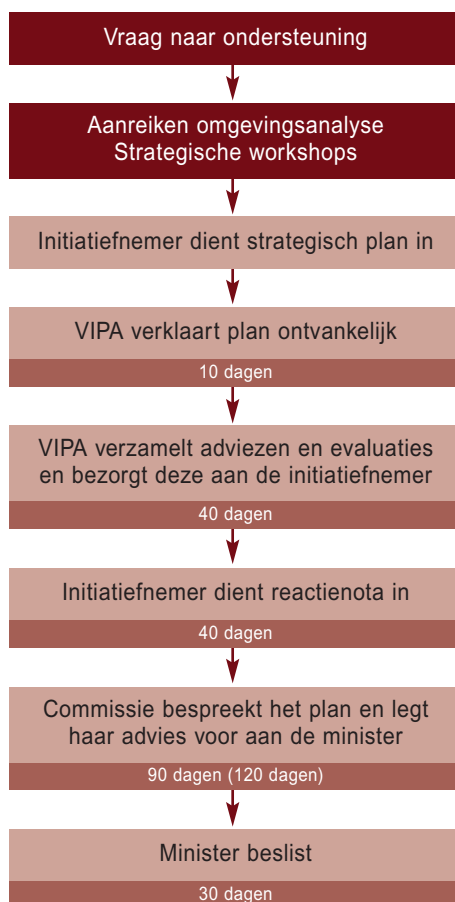 Vraag naar ondersteuning
Aanreiken omgevingsanalyse
Strategische workshops
Initiatiefnemer dient strategisch plan in
VIPA verklaart plan ontvankelijk
10 dagen
VIPA verzamelt adviezen en evaluaties
en bezorgt deze aan de initiatiefnemer
40 dagen
Initiatiefnemer dient reactienota in
40 dagen
Commissie bespreekt het plan en legt
haar advies voor aan de minister
90 dagen (120 dagen)
Minister beslist
30 dagen